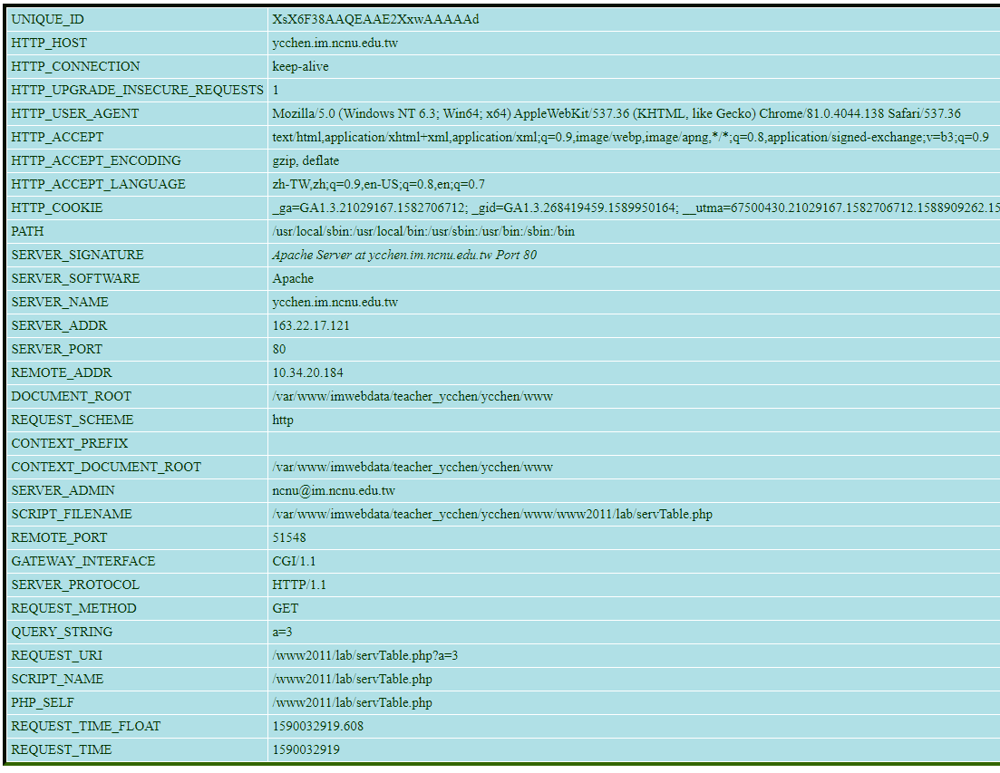 UNIQUE_ID XsX6F38AAQEAAE2XxwAAAAAd
HTTP_HOST ycchen.im.ncnu.edu.tw
HTTP_CONNECTION keep-alive
HTTP_UPGRADE_INSECURE_REQUESTS 1
HTTP_USER_AGENT Mozilla/5.0 (Windows NT 6.3; Win64; x64) AppleWebKit/537.36 (KHTML, like Gecko) Chrome/81.0.4044.138 Safari/537.36
HTTP_ACCEPT text/html,application/xhtml+xml,application/xml;q=0.9,image/webp,image/apng,*/*;q=0.8,application/signed-exchange;v=b3;q=0.9
HTTP_ACCEPT_ENCODING gzip, deflate
HTTP_ACCEPT_LANGUAGE zh-TW,zh;q=0.9,en-US;q=0.8,en;q=0.7
HTTP_COOKIE _ga=GA1.3.21029167.1582706712; _gid=GA1.3.268419459.1589950164; __utma=67500430.21029167.1582706712.1588909262.15
PATH /usr/local/sbin:/usr/local/bin:/usr/sbin:/usr/bin:/sbin:/bin
SERVER_SIGNATURE Apache Server at ycchen.im.ncnu.edu.tw Port 80
SERVER_SOFTWARE Apache
SERVER_NAME ycchen.im.ncnu.edu.tw
SERVER_ADDR 163.22.17.121
SERVER_PORT 80
REMOTE_ADDR 10.34.20.184
DOCUMENT_ROOT /var/www/imwebdata/teacher_ycchen/ycchen/www
REQUEST_SCHEME http
CONTEXT_PREFIX
CONTEXT_DOCUMENT_ROOT /var/www/imwebdata/teacher_ycchen/ycchen/www
SERVER_ADMIN ncnu@im.ncnu.edu.tw
SCRIPT_FILENAME /var/www/imwebdata/teacher_ycchen/ycchen/www/www2011/lab/servTable.php
REMOTE_PORT 51548
GATEWAY_INTERFACE CGI/1.1
SERVER_PROTOCOL HTTP/1.1
REQUEST_METHOD GET
QUERY_STRING a=3
REQUEST_URI /www2011/lab/servTable.php?a=3
SCRIPT_NAME /www2011/lab/servTable.php
PHP_SELF /www2011/lab/servTable.php
REQUEST_TIME_FLOAT 1590032919.608
REQUEST_TIME 1590032919